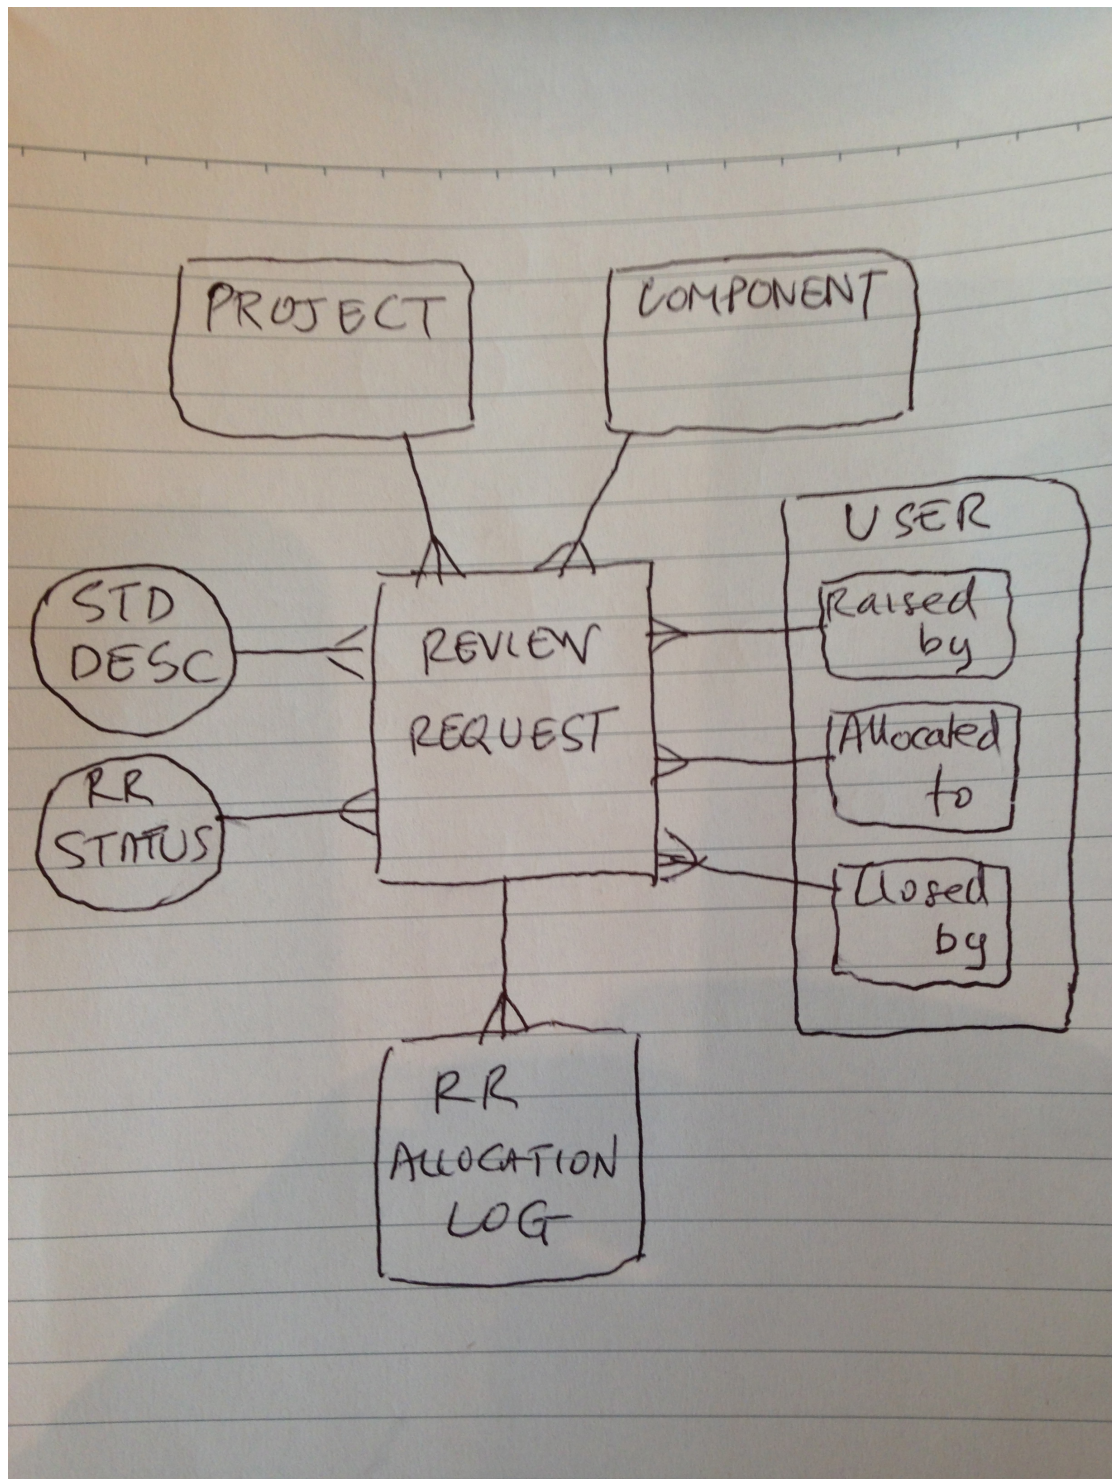 PROJECT
COMPONENT
USER
STD
DESC
REVIEW
REQUEST
Raised
by
Allocated
to
RR
STATUS
Closed
by
RR
ALLOCATION
LOG